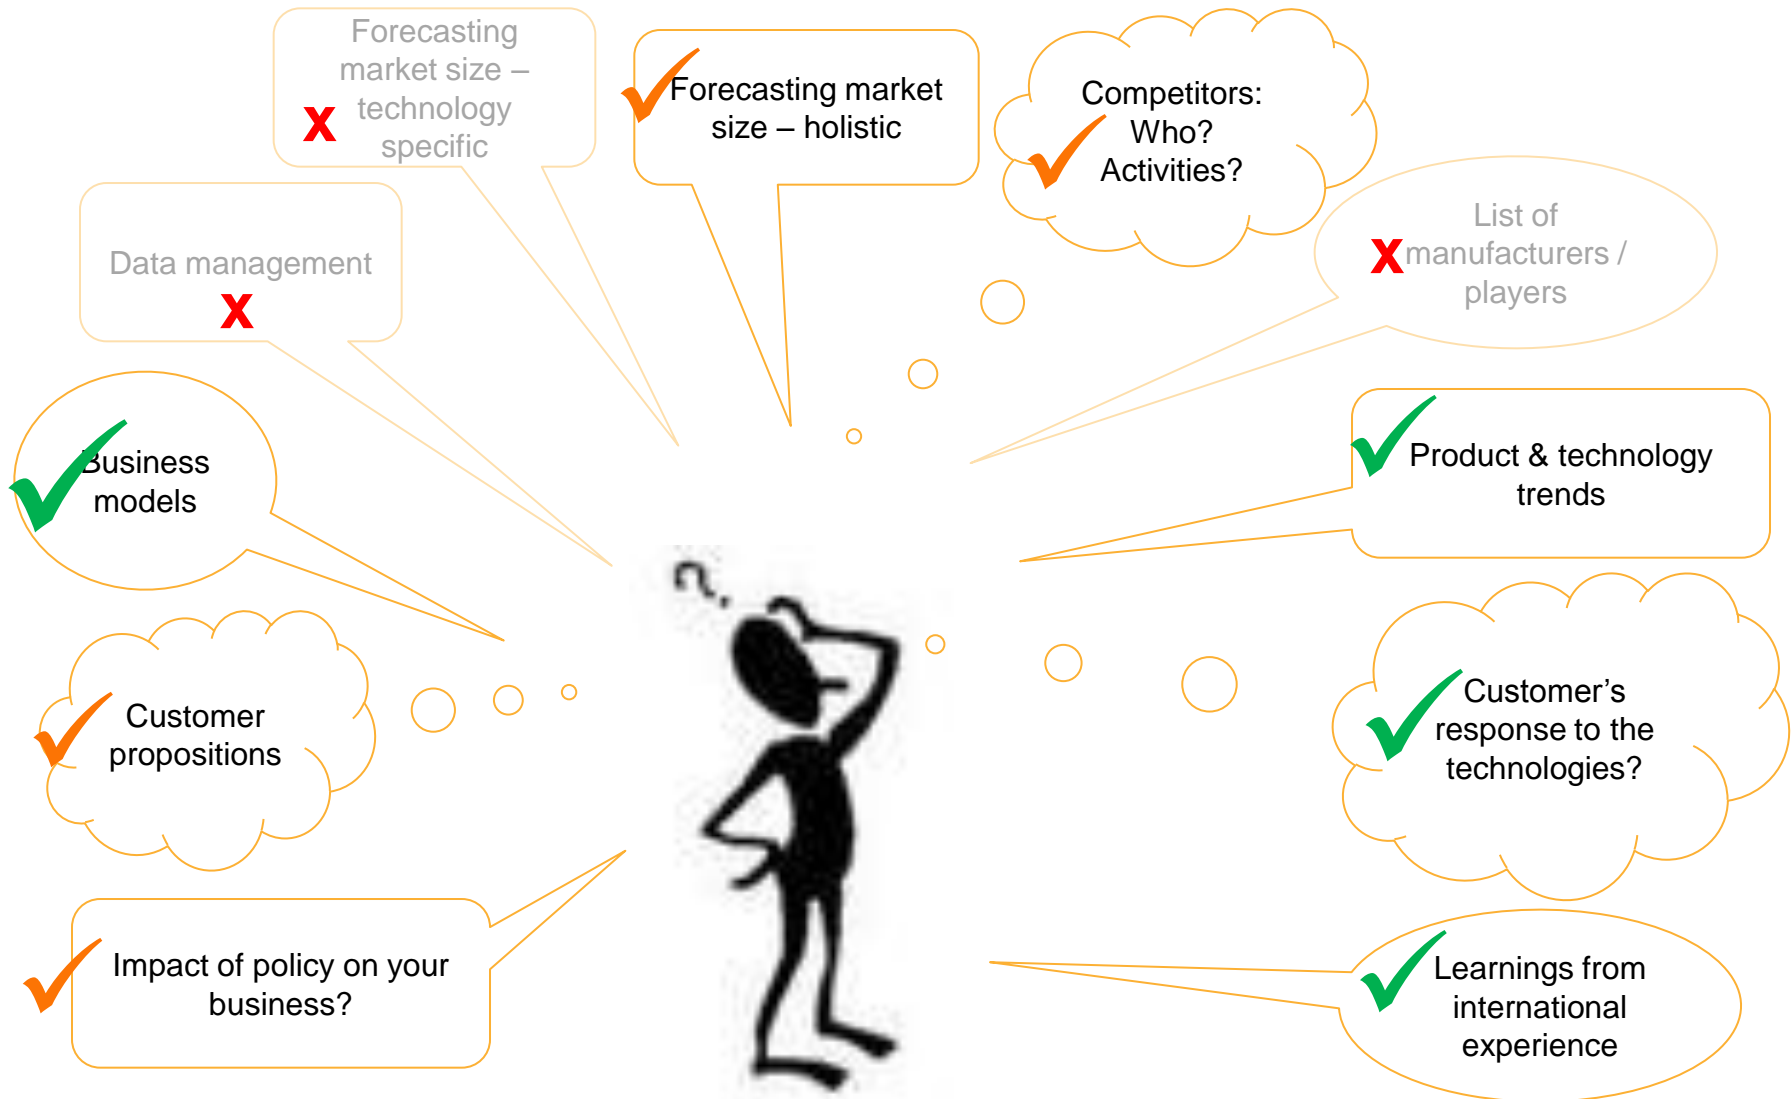 Forecasting
market size –
technology
specific
X
Forecasting market
size – holistic
Competitors:
Who?
Activities?
List of
manufacturers /
players
X
Data management
X
Business
models
Product & technology
trends
Customer
propositions
Customer's
response to the
technologies?
Impact of policy on your
business?
Learnings from
international
experience
?